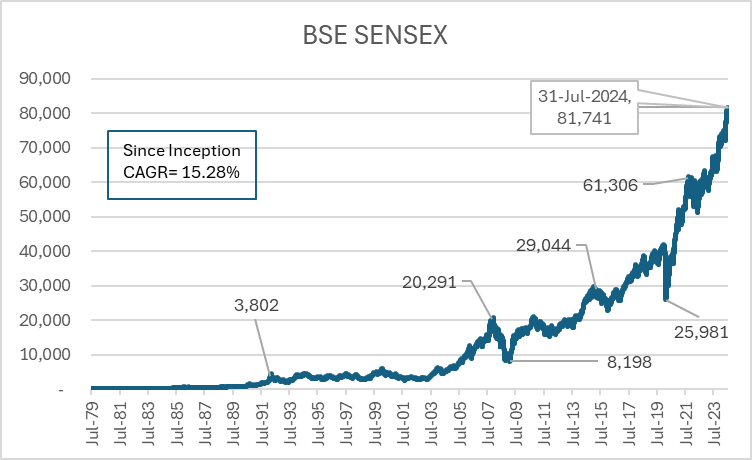 BSE SENSEX
90,000
80,000
70,000
60,000
50,000
40,000
30,000
20,000
10,000
-
Since Inception
CAGR= 15.28%
31-Jul-2024,
81,741
61,306
29,044
20,291
3,802
25,981
8,198
Jul-79
Jul-81
Jul-83
Jul-85
Jul-87
Jul-89
Jul-91
Jul-93
Jul-95
Jul-97
Jul-99
Jul-01
Jul-03
Jul-05
Jul-07
Jul-09
Jul-11
Jul-13
Jul-15
Jul-17
Jul-19
Jul-21
Jul-23